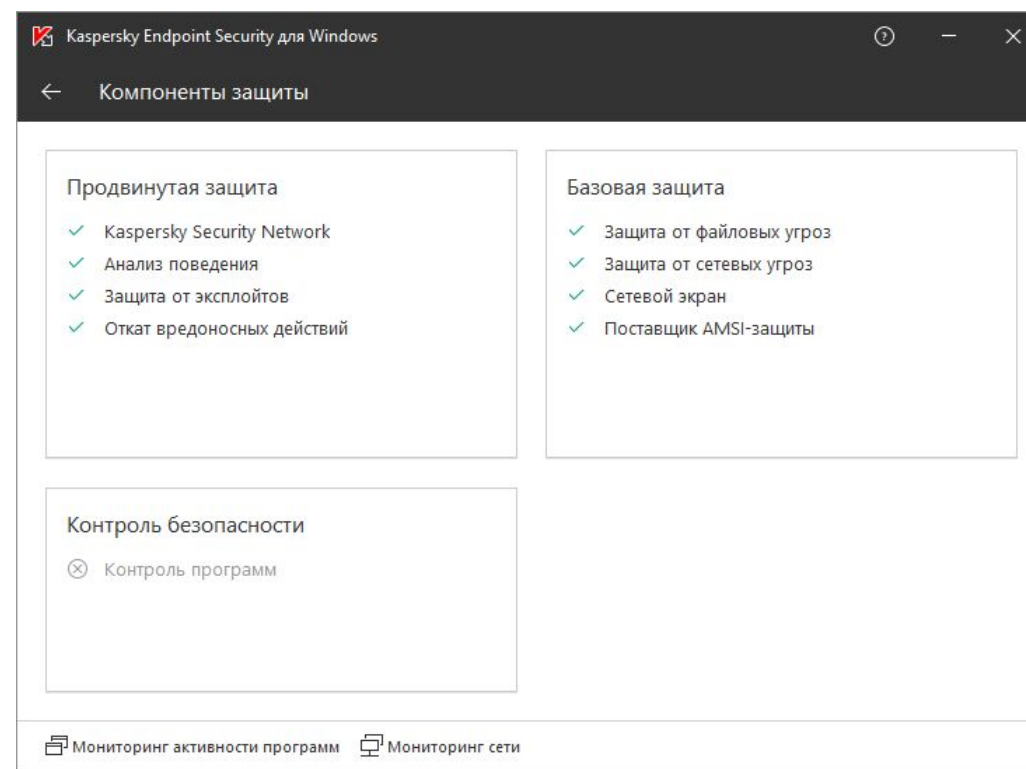 Kaspersky Endpoint Security для Windows
Компоненты защиты
Продвинутая защита
Kaspersky Security Network
Анализ поведения
Защита от эксплойтов
Откат вредоносных действий
Базовая защита
Защита от файловых угроз
Защита от сетевых угроз
Сетевой экран
Поставщик AMSI-защиты
Контроль безопасности
Контроль программ
Мониторинг активности программ
Мониторинг сети